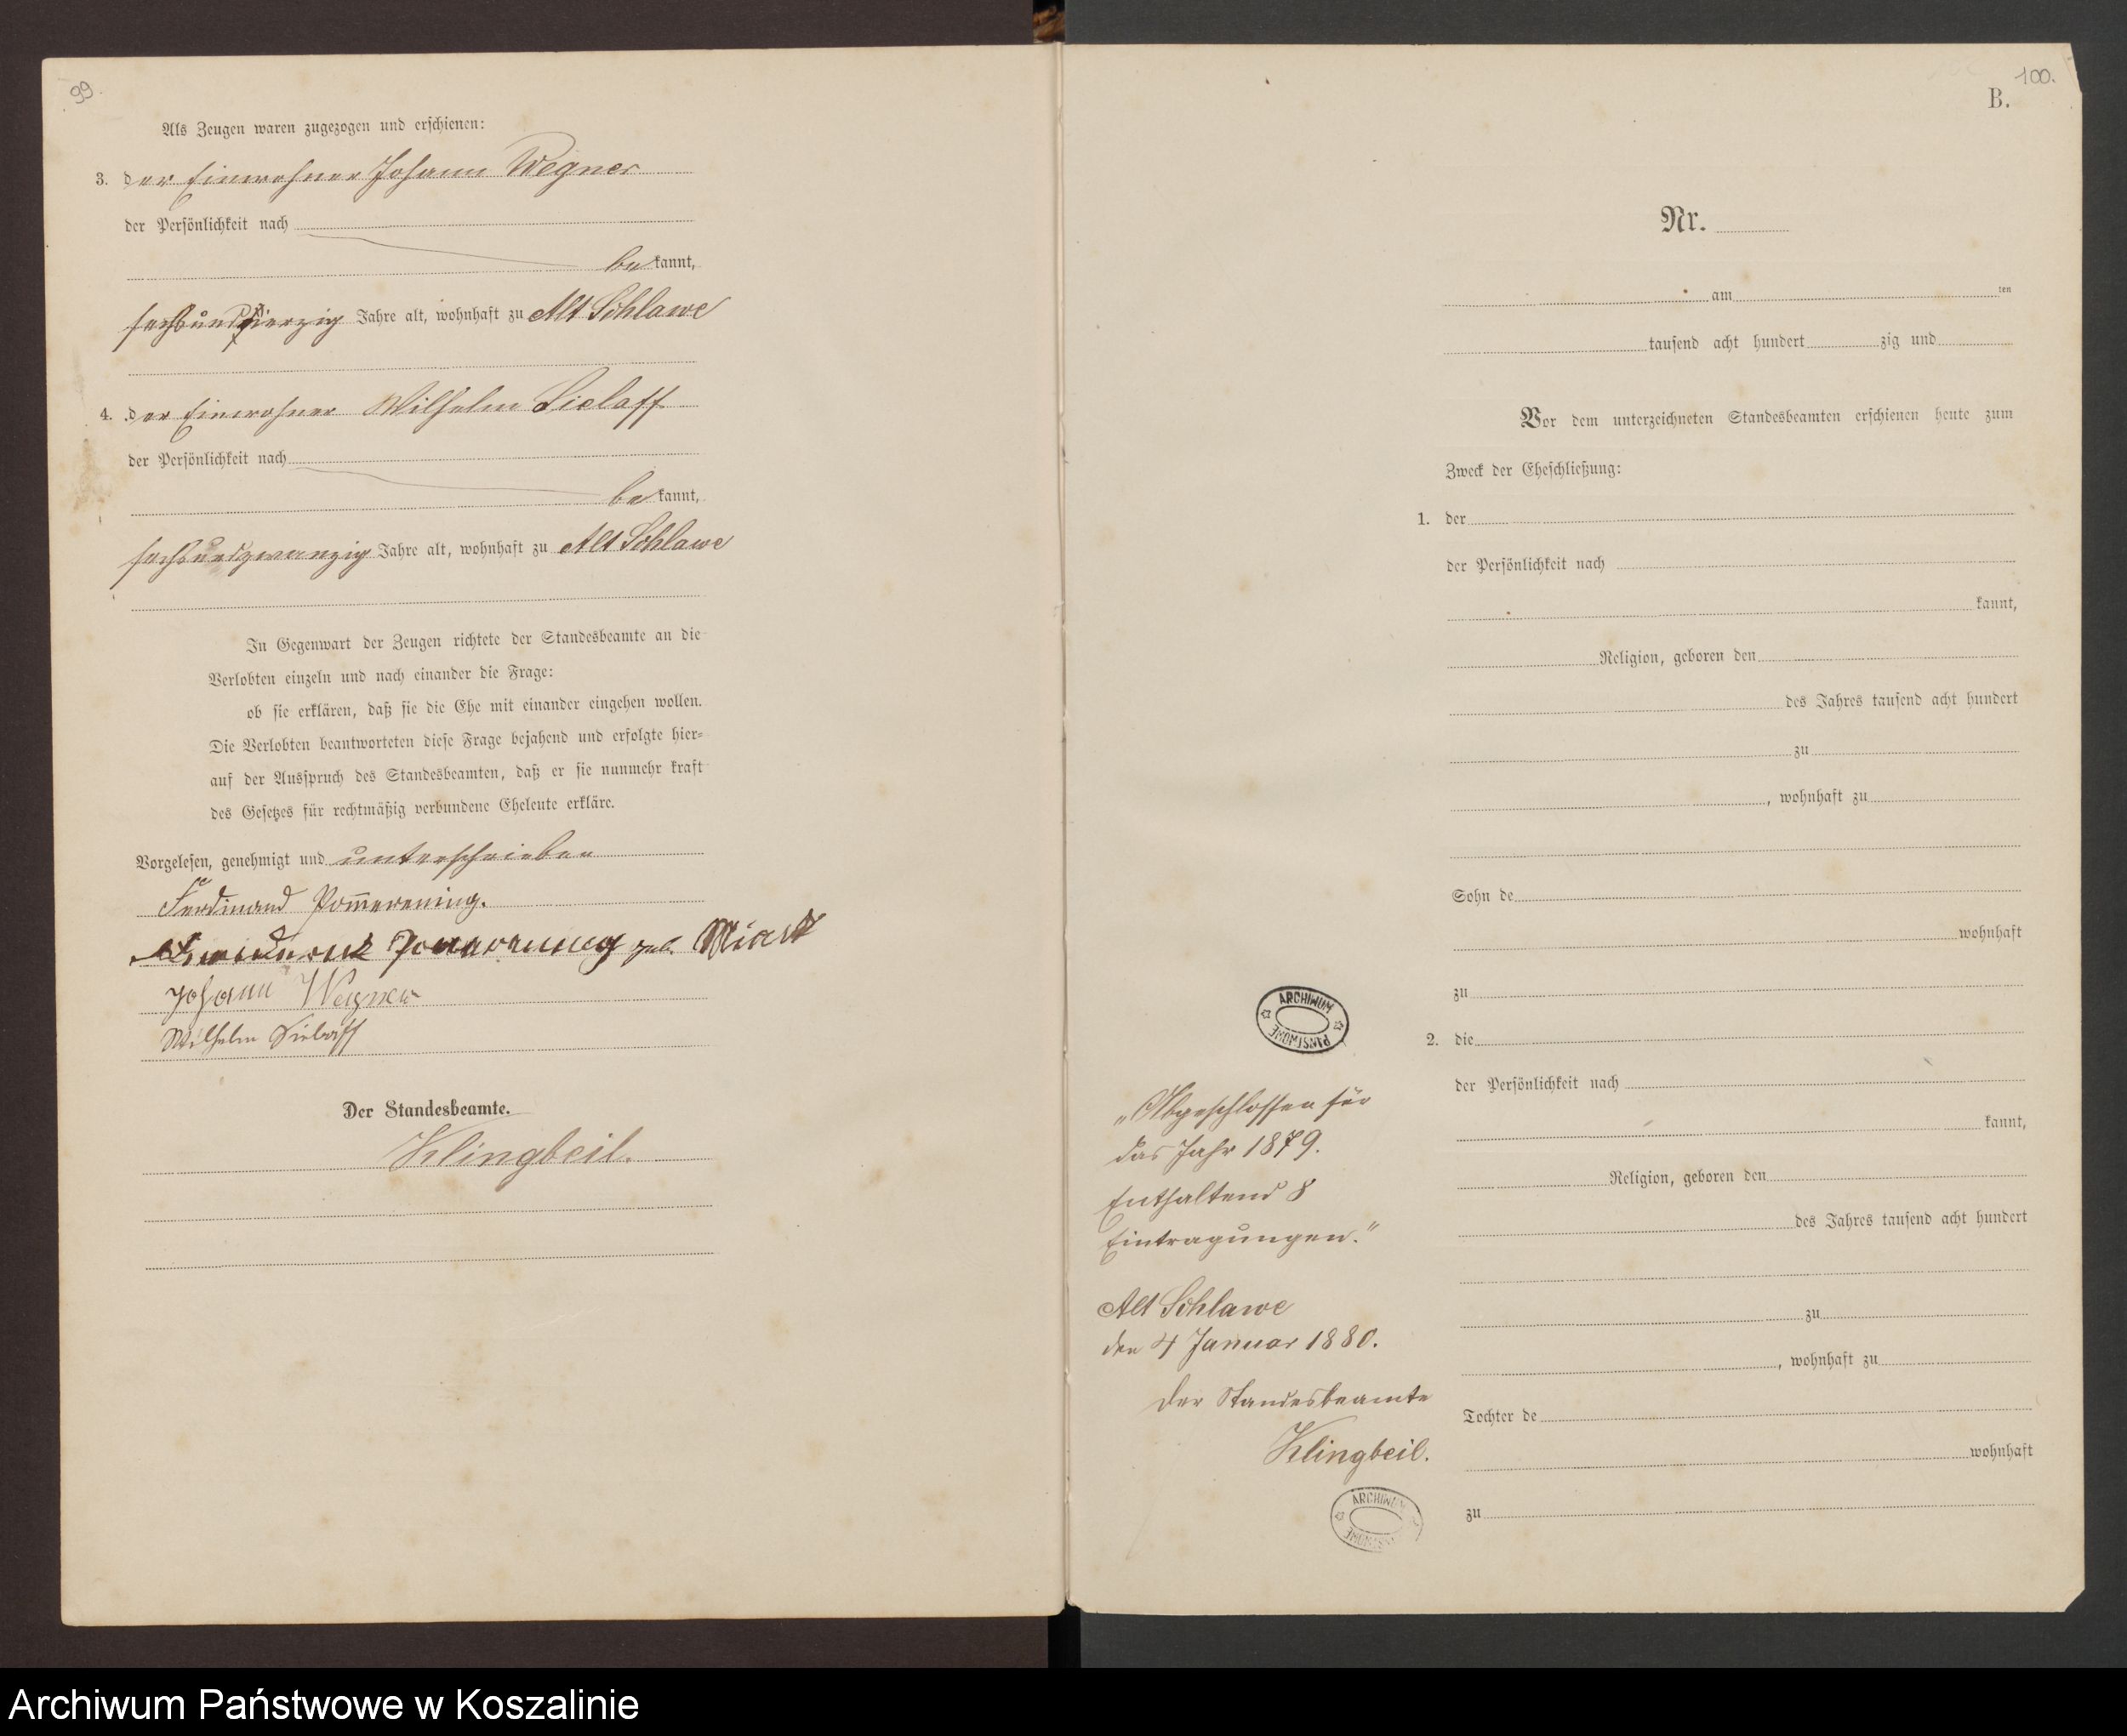 99.
Als Zeugen waren zugezogen und erschienen:
3. der Einwohner Johann Wegner
der Persönlichkeit nach
bekannt,
sechsund vierzig Jahre alt, wohnhaft zu Alt Schlawe
4. der Einwohner Wilhelm Sielaff
der Persönlichkeit nach
bekannt,
sechsundzwanzig Jahre alt, wohnhaft zu Alt Schlawe
In Gegenwart der Zeugen richtete der Standesbeamte an die
Verlobten einzeln und nach einander die Frage:
ob sie erklären, daß sie die Ehe mit einander eingehen wollen.
Die Verlobten beantworteten diese Frage bejahend und erfolgte hier-
auf der Ausspruch des Standesbeamten, daß er sie nunmehr kraft
des Gesetzes für rechtmäßig verbundene Eheleute erkläre.
Vorgelesen, genehmigt und unterschrieben
Ferdinand Pom̅erening.
geb.
Johann Wegner
Wilhelm Sielaff
Der Standesbeamte.
Klingbeil.
100.
B.
Nr.
am ten
tausend acht hundert zig und
Vor dem unterzeichneten Standesbeamten erschienen heute zum
Zweck der Eheschließung:
1. der
der Persönlichkeit nach
kannt,
Religion, geboren den
des Jahres tausend acht hundert
zu
, wohnhaft zu
Sohn de
wohnhaft
zu
2. die
der Persönlichkeit nach
kannt,
Religion, geboren den
des Jahres tausend acht hundert
zu
, wohnhaft zu
Tochter de
wohnhaft
zu
ARCHIWUM
PAŃSTWOWE
„Abgeschlossen für
das Jahr 1879.
Enthaltend 8
Eintragungen."
Alt Schlawe
den 4 Januar 1880.
Der Standesbeamte
Klingbeil.
ARCHIWUM
PAŃSTWOWE
Archiwum Państwowe w Koszalinie